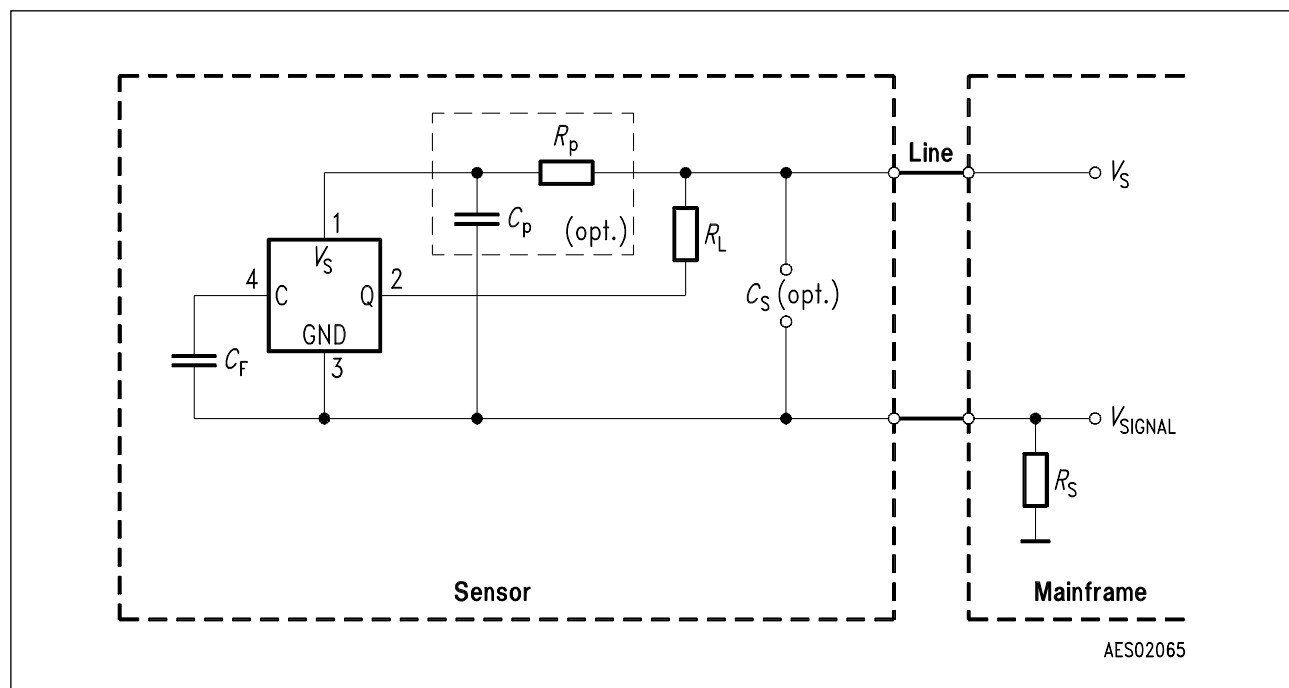 Rp
Line
VS
Cp
(opt.)
RL
1
VS
4
C
Q
2
CS (opt.)
GND
3
CF
VSIGNAL
RS
Sensor
Mainframe
AES02065